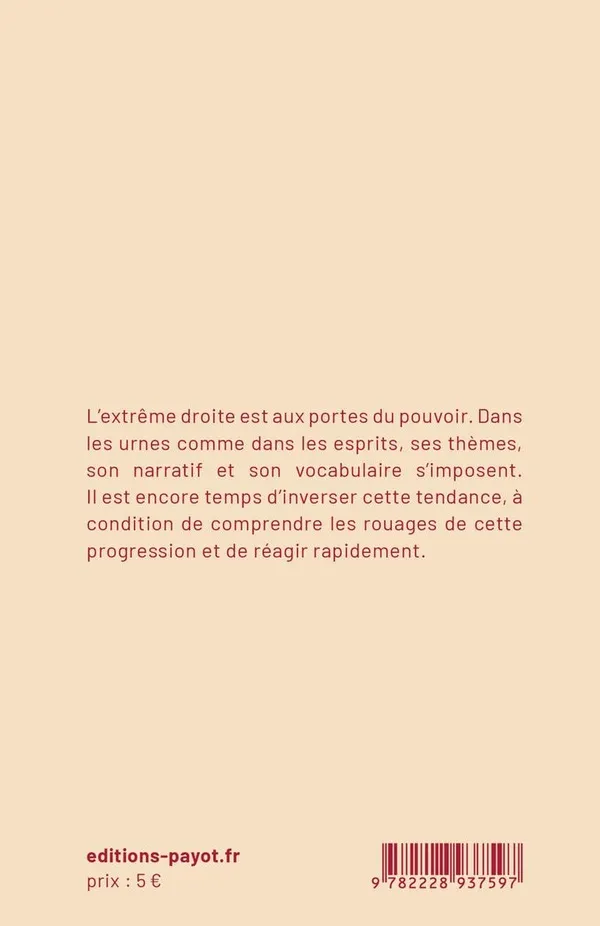 L’extrême droite est aux portes du pouvoir. Dans
les urnes comme dans les esprits, ses thèmes,
son narratif et son vocabulaire s’imposent.
Il est encore temps d’inverser cette tendance, à
condition de comprendre les rouages de cette
progression et de réagir rapidement.
editions-payot.fr
prix : 5 €
9 782228 937597